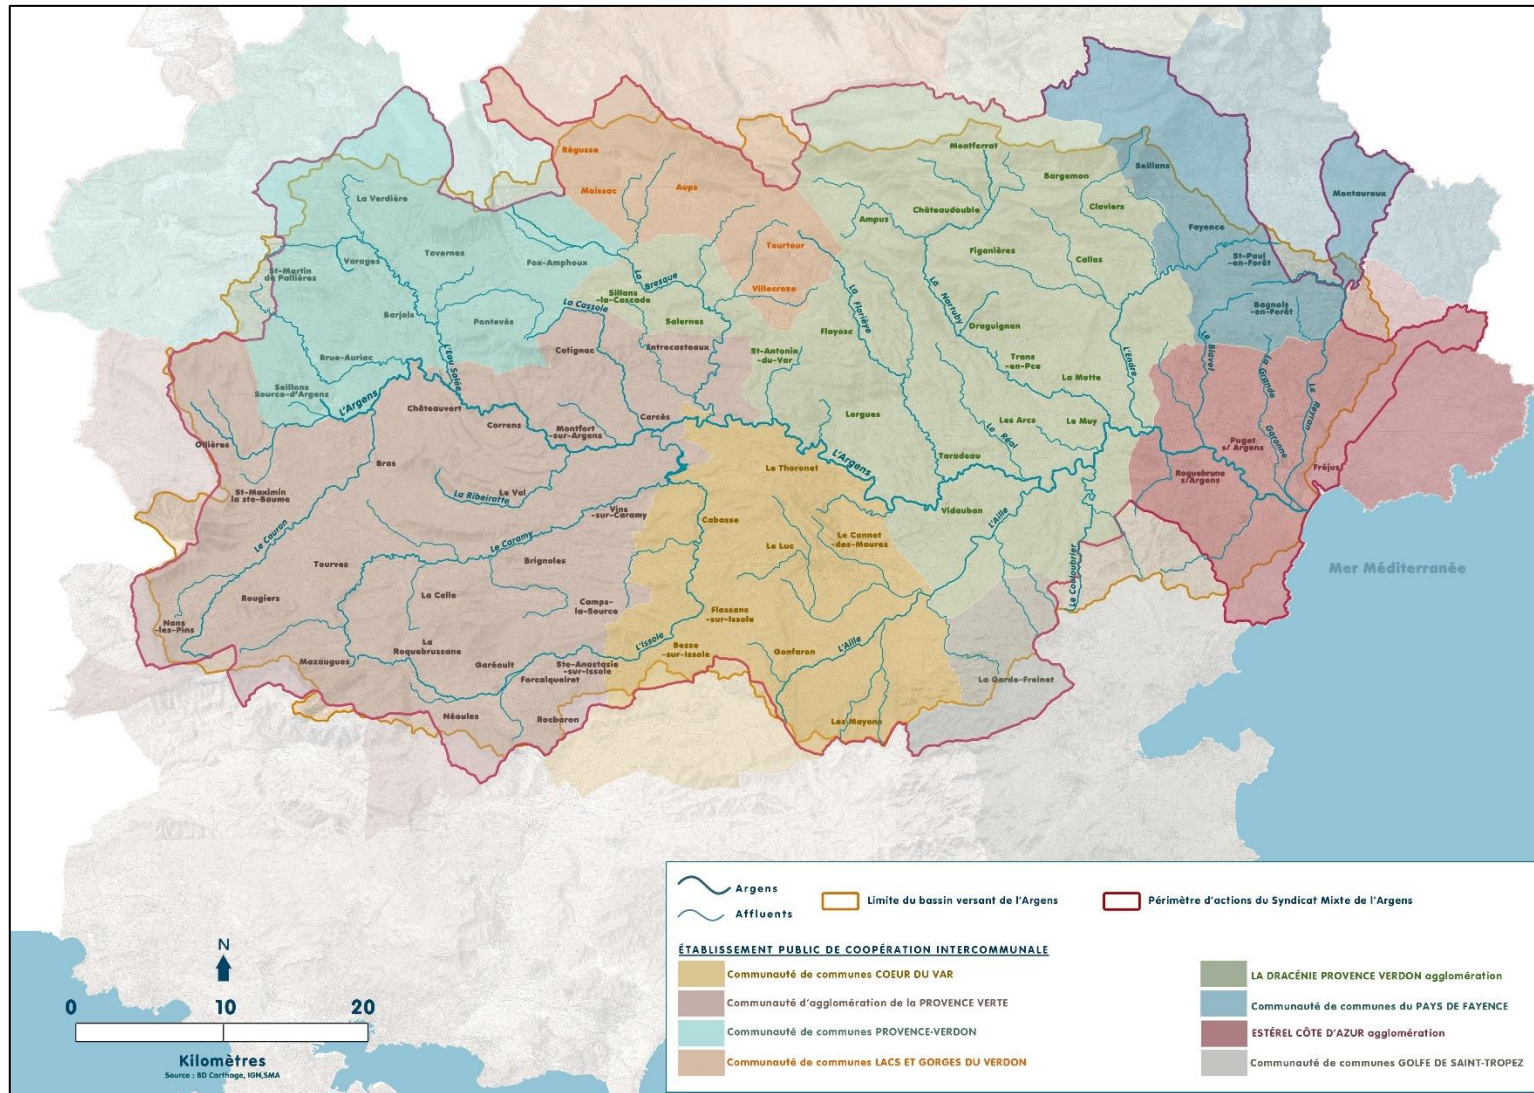 Montferrat
Régusse
Bargemon
Seillans
Moissac
Aups
Montauroux
La Verdière
Châteaudouble
Claviers
Ampus
Fayence
Tourtour
Figanières
Tavernes
Fox-Amphoux
Varages
St-Martin
de Pallières
Callas
St-Paul
-en-Forêt
La Bresque
Villecroze
La Florièye
La Nartuby
Sillans
-la-Cascade
La Cassole
Bagnols
-en-Forêt
Barjols
Pontevès
Salernes
Flayosc
Draguignan
L'Eau Salée
Cotignac
Entrecasteaux
St-Antonin
-du-Var
Trans
-en-Pce
L'Endre
Le Blavet
La Grande Garonne
Le Reyran
Brue-Auriac
La Motte
Seillons
Source-d'Argens
L'Argens
Châteauvert
Correns
Montfort
-sur-Argens
Carcès
Lorgues
Les Arcs
Le Muy
Le Réal
Ollières
Bras
Puget
s/ Argens
Taradeau
L'Argens
Le Thoronet
Roquebrune
s/Argens
Fréjus
St-Maximin
la ste-Baume
La Ribeirotte
Le Val
Vins
-sur-Caramy
Vidauban
L'Aille
Cabasse
Le Cauron
Le Caramy
Le Cannet
-des-Maures
Le Luc
Tourves
Brignoles
Mer Méditerranée
Le Couloubrier
Rougiers
La Celle
Camps-
la-Source
Flassans
-sur-Issole
Nans
-les-Pins
La
Roquebrussane
L'Issole
Besse
-sur-Issole
Gonfaron
L'Aille
Mazaugues
Garéoult
Ste-Anastasie
-sur-Issole
Forcalqueiret
La Garde-Freinet
Néoules
Rocbaron
Les Mayons
Argens
Affluents
Limite du bassin versant de l'Argens
Périmètre d'actions du Syndicat Mixte de l'Argens
ÉTABLISSEMENT PUBLIC DE COOPÉRATION INTERCOMMUNALE
Communauté de communes COEUR DU VAR
Communauté d'agglomération de la PROVENCE VERTE
Communauté de communes PROVENCE-VERDON
Communauté de communes LACS ET GORGES DU VERDON
LA DRACÉNIE PROVENCE VERDON agglomération
Communauté de communes du PAYS DE FAYENCE
ESTÉREL CÔTE D'AZUR agglomération
Communauté de communes GOLFE DE SAINT-TROPEZ
N
0 10 20
Kilomètres
Source : BD Carthage, IGN,SMA